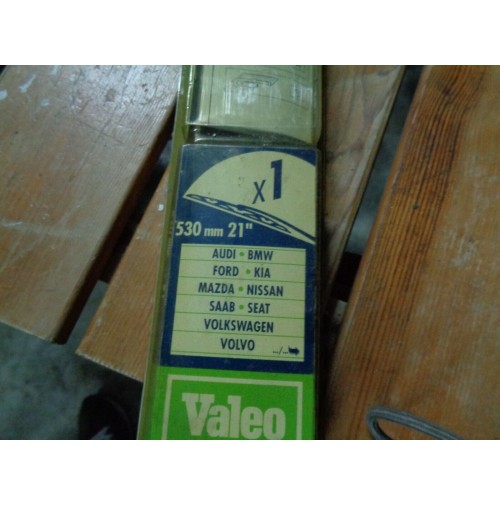 x1
530 mm 21"
AUDI • BMW
FORD • KIA
MAZDA • NISSAN
SAAB • SEAT
VOLKSWAGEN
VOLVO
Valeo